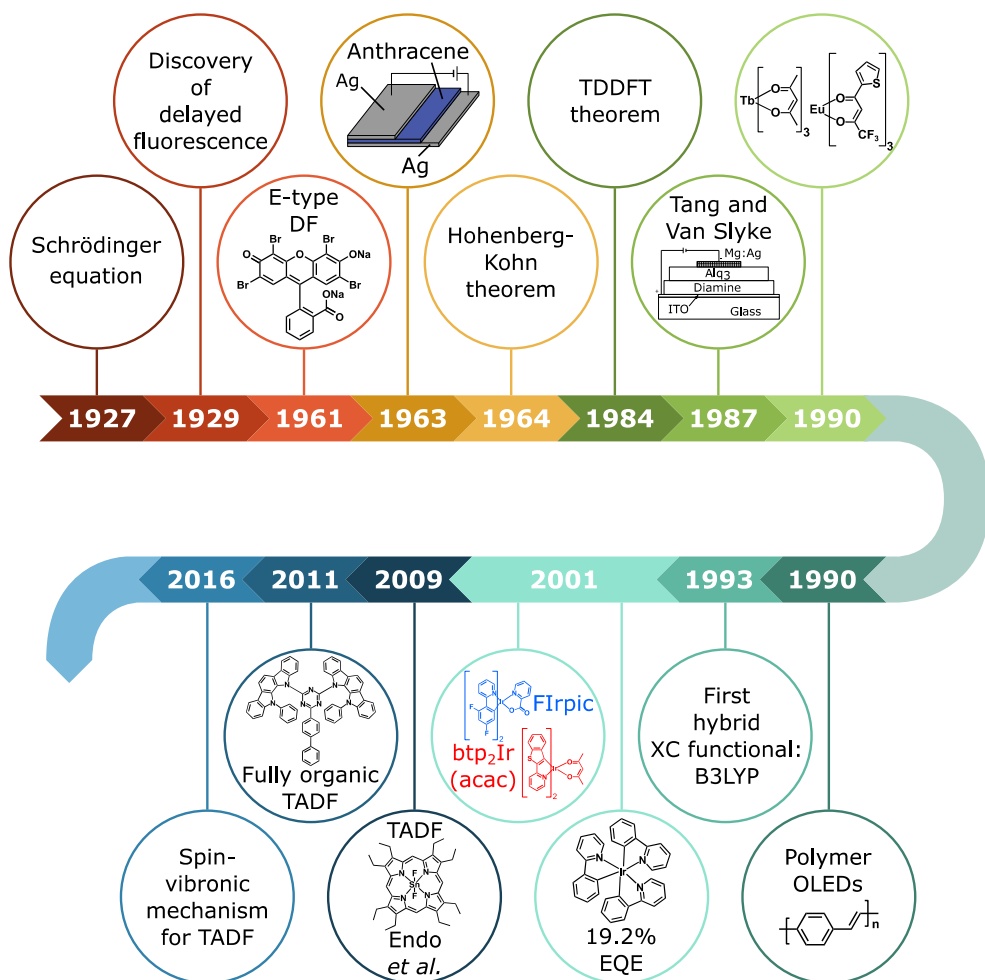 Discovery
of
delayed
fluorescence
Anthracene
Ag
Ag
TDDFT
theorem
Tb
O
O
3
Eu
S
O
O
CF3
3
Schrödinger
equation
E-type
DF
Br
Br
O
O
ONa
Br
Br
ONa
O
Hohenberg-
Kohn
theorem
Tang and
Van Slyke
Mg:Ag
Alq3
Diamine
ITO
Glass
1927
1929
1961
1963
1964
1984
1987
1990
2016
2011
2009
2001
1993
1990
N
N
N
N
N
N
N
Fully organic
TADF
N
N
Ir
O
O
F
F
2
FIrpic
btp2Ir
(acac)
S
N
Ir
O
O
2
First
hybrid
XC functional:
B3LYP
Spin-
vibronic
mechanism
for TADF
TADF
N
F
N
Sn
N
F
N
Endo
et al.
N
Ir
N
N
19.2%
EQE
Polymer
OLEDs
n